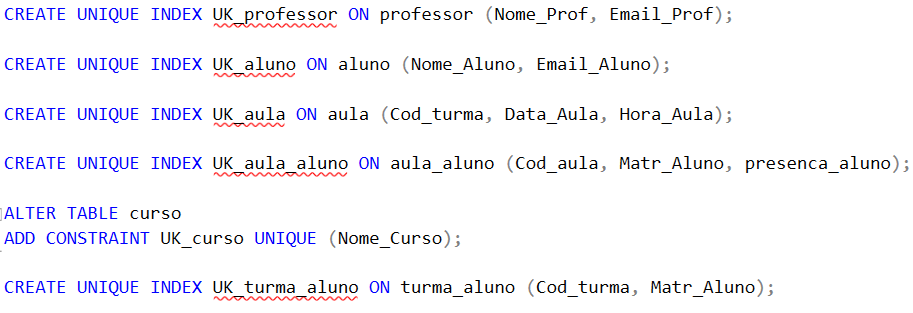 CREATE UNIQUE INDEX UK_professor ON professor (Nome_Prof, Email_Prof);
CREATE UNIQUE INDEX UK_aluno ON aluno (Nome_Aluno, Email_Aluno);
CREATE UNIQUE INDEX UK_aula ON aula (Cod_turma, Data_Aula, Hora_Aula);
CREATE UNIQUE INDEX UK_aula_aluno ON aula_aluno (Cod_aula, Matr_Aluno, presenca_aluno);
ALTER TABLE curso
ADD CONSTRAINT UK_curso UNIQUE (Nome_Curso);
CREATE UNIQUE INDEX UK_turma_aluno ON turma_aluno (Cod_turma, Matr_Aluno);